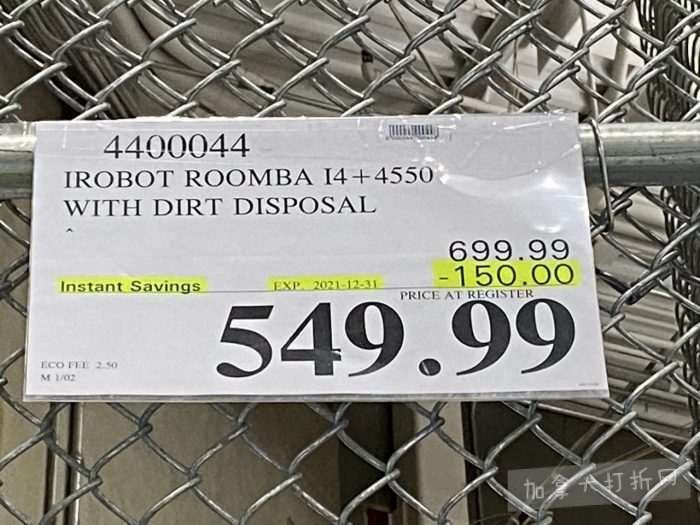 4400044
IROBOT ROOMBA I4+4550
WITH DIRT DISPOSAL
^
699.99
-150.00
Instant Savings EXP. 2021-12-31
PRICE AT REGISTER
549.99
ECO FEE 2.50
M 1/02
加拿大打折网